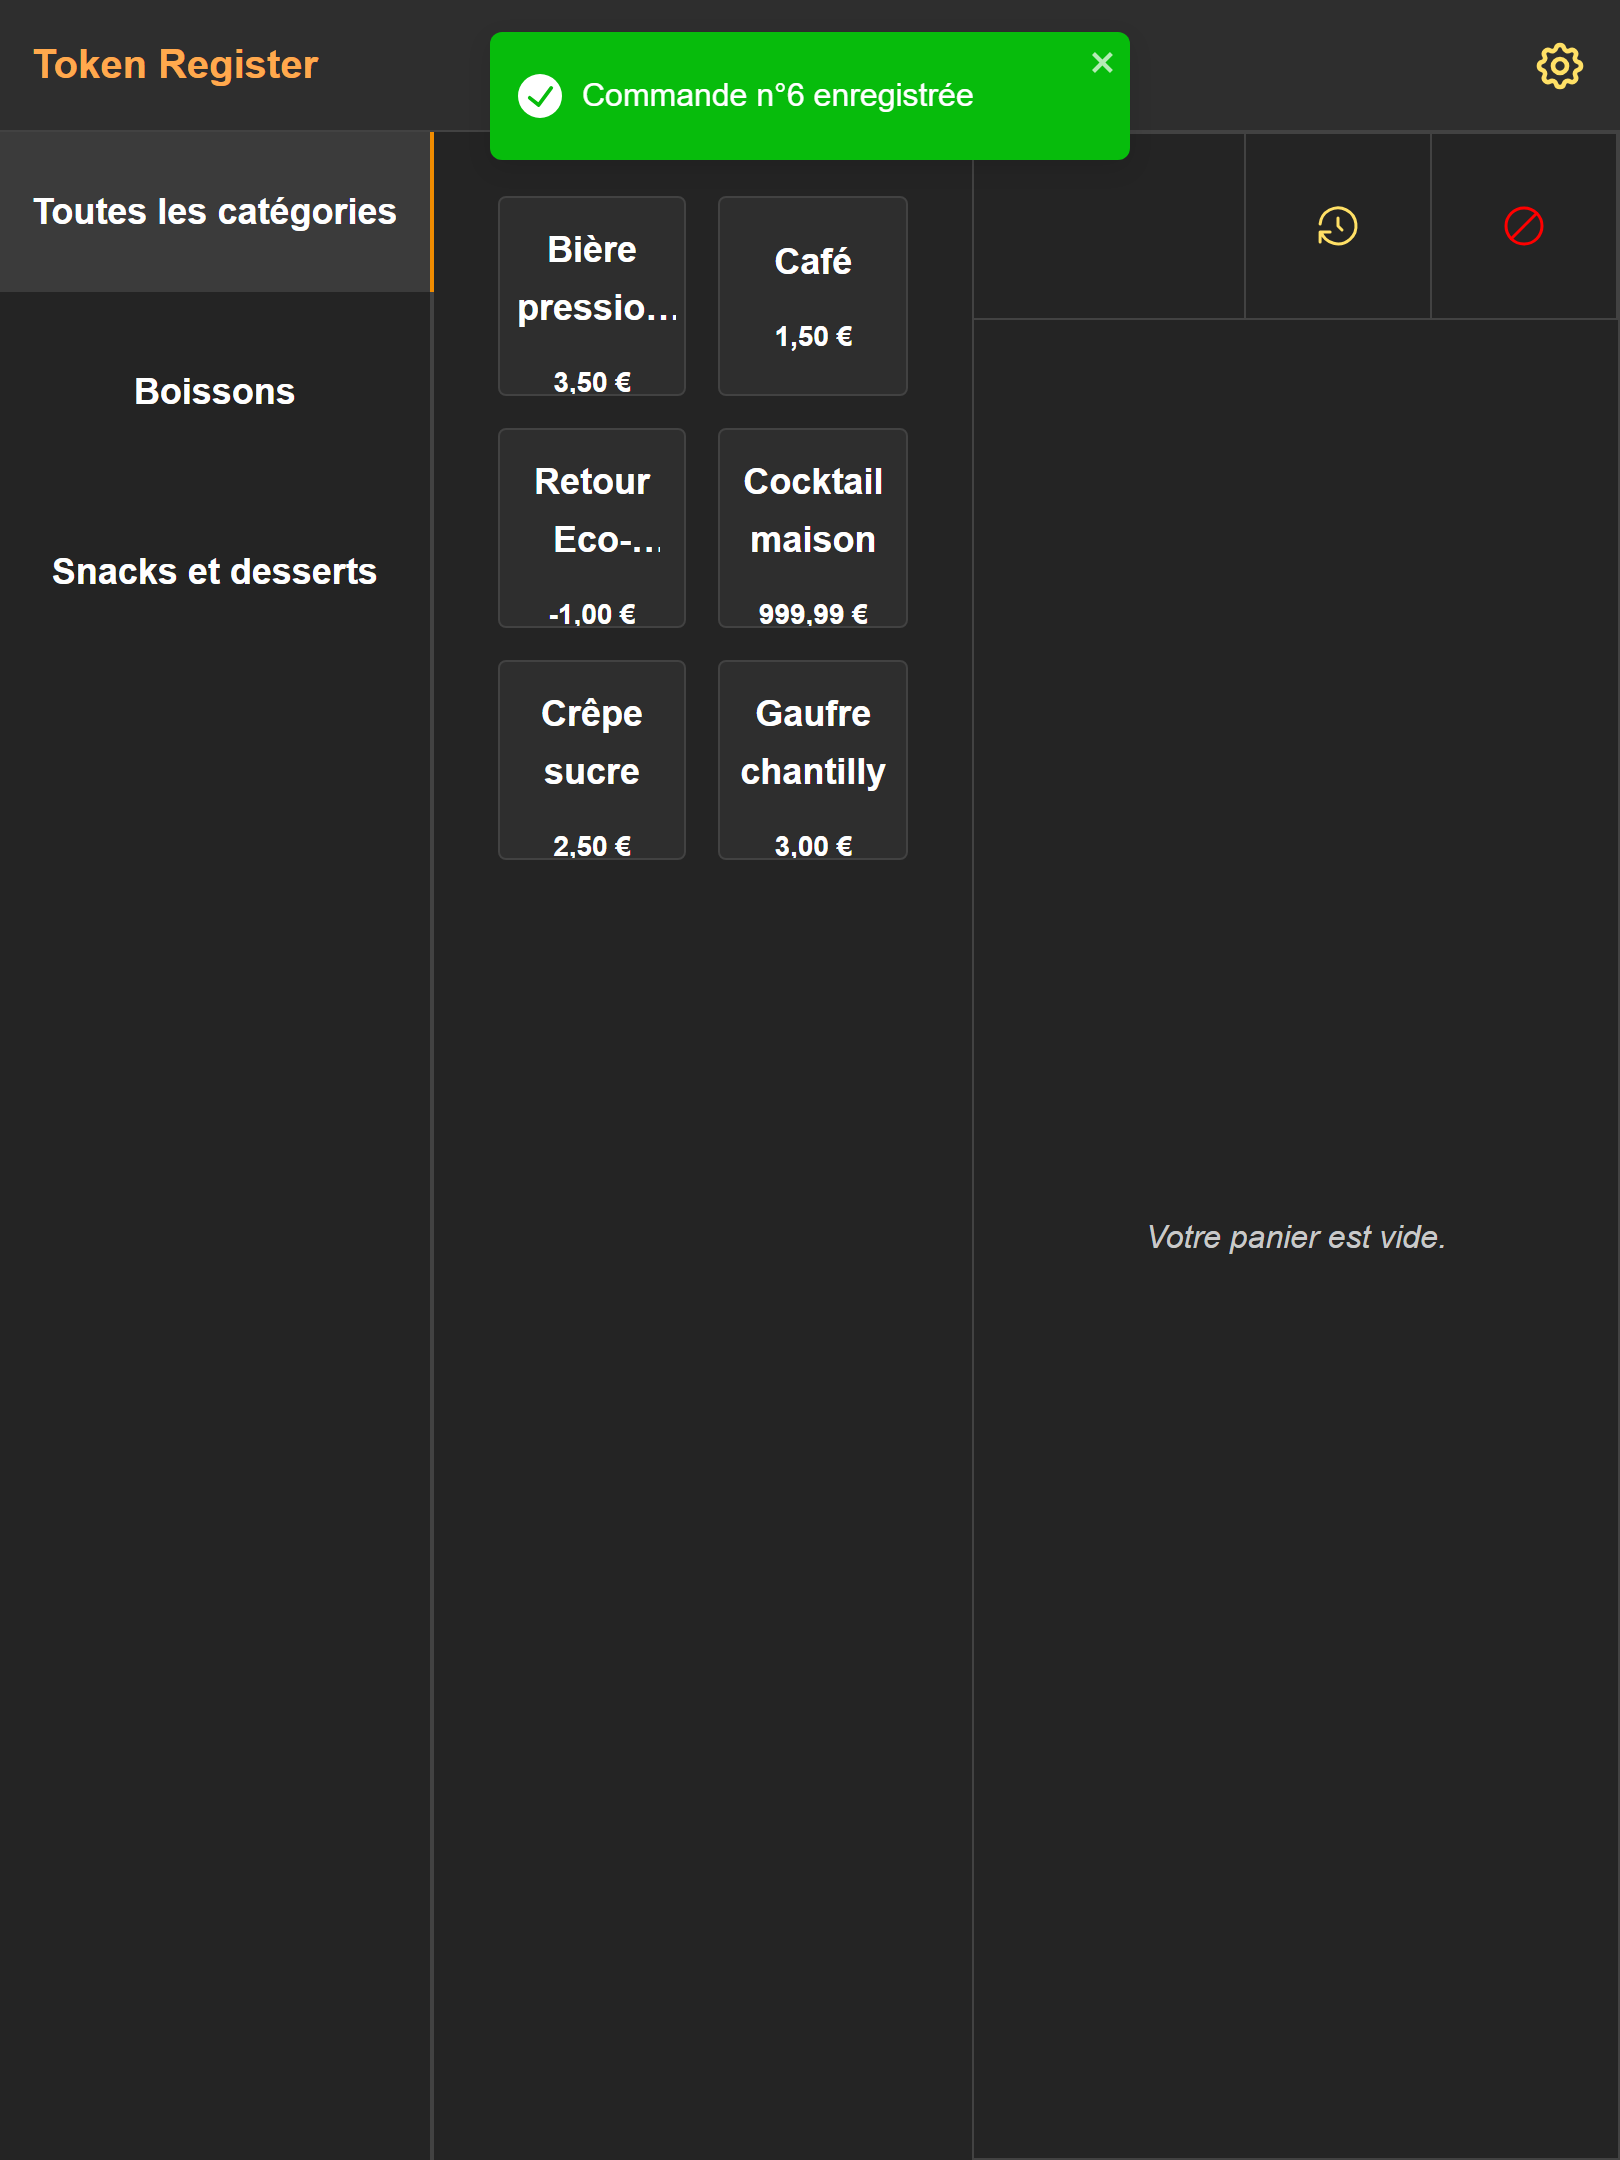 Token Register
Commande n°6 enregistrée
Toutes les catégories
Boissons
Snacks et desserts
Bière
pressio...
3,50 €
Café
1,50 €
Retour
Eco-...
-1,00 €
Cocktail
maison
999,99 €
Crêpe
sucre
2,50 €
Gaufre
chantilly
3,00 €
Votre panier est vide.